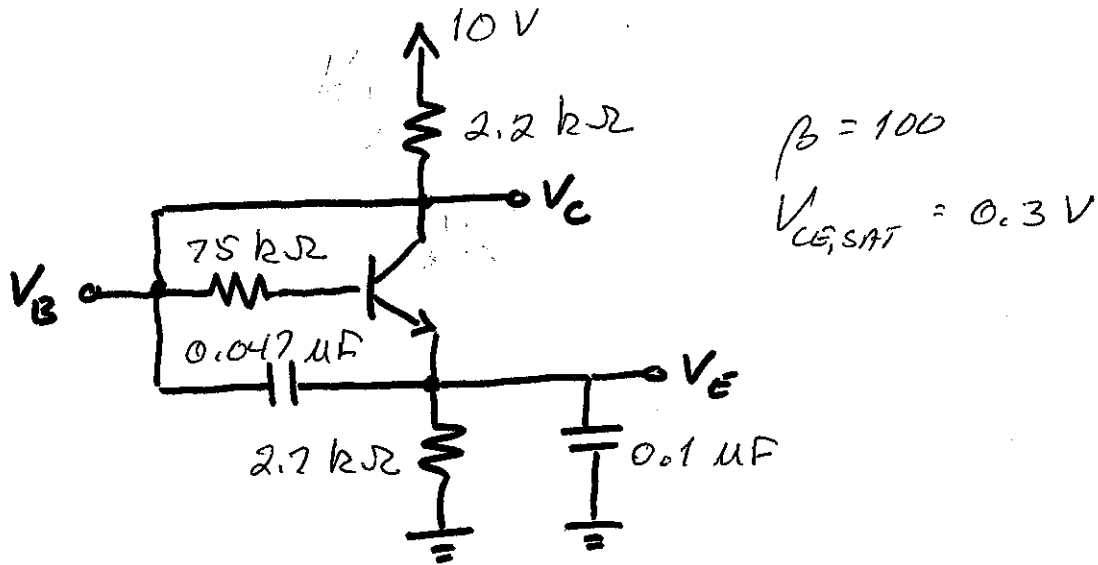 10 V
2.2 kΩ
β = 100
V_C
V_CE,SAT = 0.3 V
75 kΩ
V_B
0.047 µF
V_E
2.7 kΩ
0.1 µF